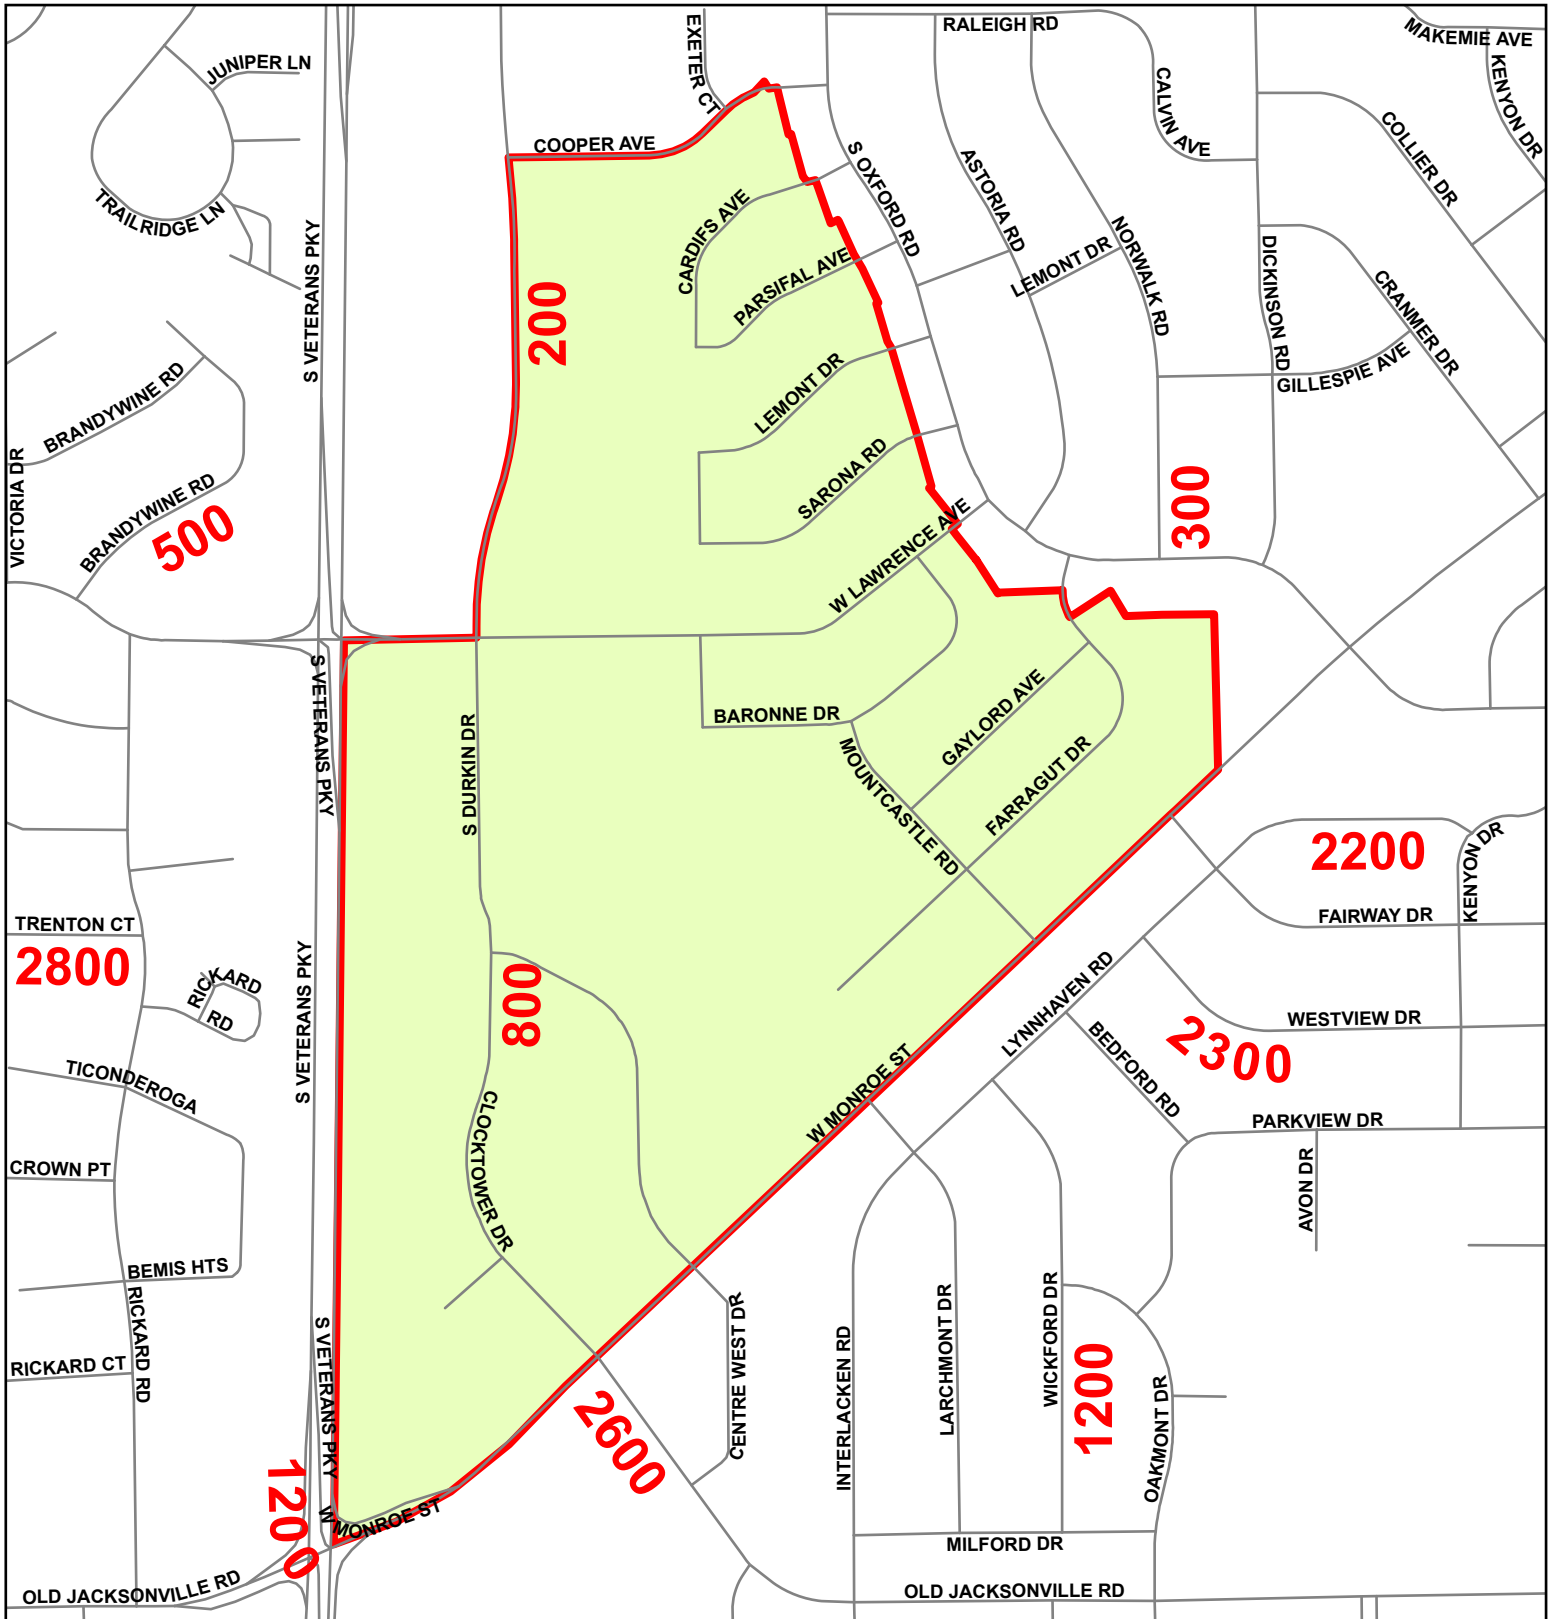 RALEIGH RD
MAKEMIE AVE
EXETER CT
JUNIPER LN
KENYON DR
CALVIN AVE
COLLIER DR
COOPER AVE
S OXFORD RD
ASTORIA RD
TRAILRIDGE LN
CARDIFS AVE
NORWALK RD
LEMONT DR
DICKINSON RD
S VETERANS PKY
PARSIFAL AVE
200
CRANMER DR
GILLESPIE AVE
BRANDYWINE RD
LEMONT DR
SARONA RD
VICTORIA DR
BRANDYWINE RD
500
300
W LAWRENCE AVE
S VETERANS PKY
BARONNE DR
GAYLORD AVE
S DURKIN DR
MOUNTCASTLE RD
FARRAGUT DR
2200
KENYON DR
FAIRWAY DR
TRENTON CT
2800
RICKARD
RD
S VETERANS PKY
800
LYNNHAVEN RD
WESTVIEW DR
2300
BEDFORD RD
W MONROE ST
TICONDEROGA
PARKVIEW DR
CLOCKTOWER DR
CROWN PT
AVON DR
BEMIS HTS
RICKARD RD
RICKARD CT
S VETERANS PKY
CENTRE WEST DR
INTERLACKEN RD
LARCHMONT DR
WICKFORD DR
1200
OAKMONT DR
2600
1200
W MONROE ST
MILFORD DR
OLD JACKSONVILLE RD
OLD JACKSONVILLE RD